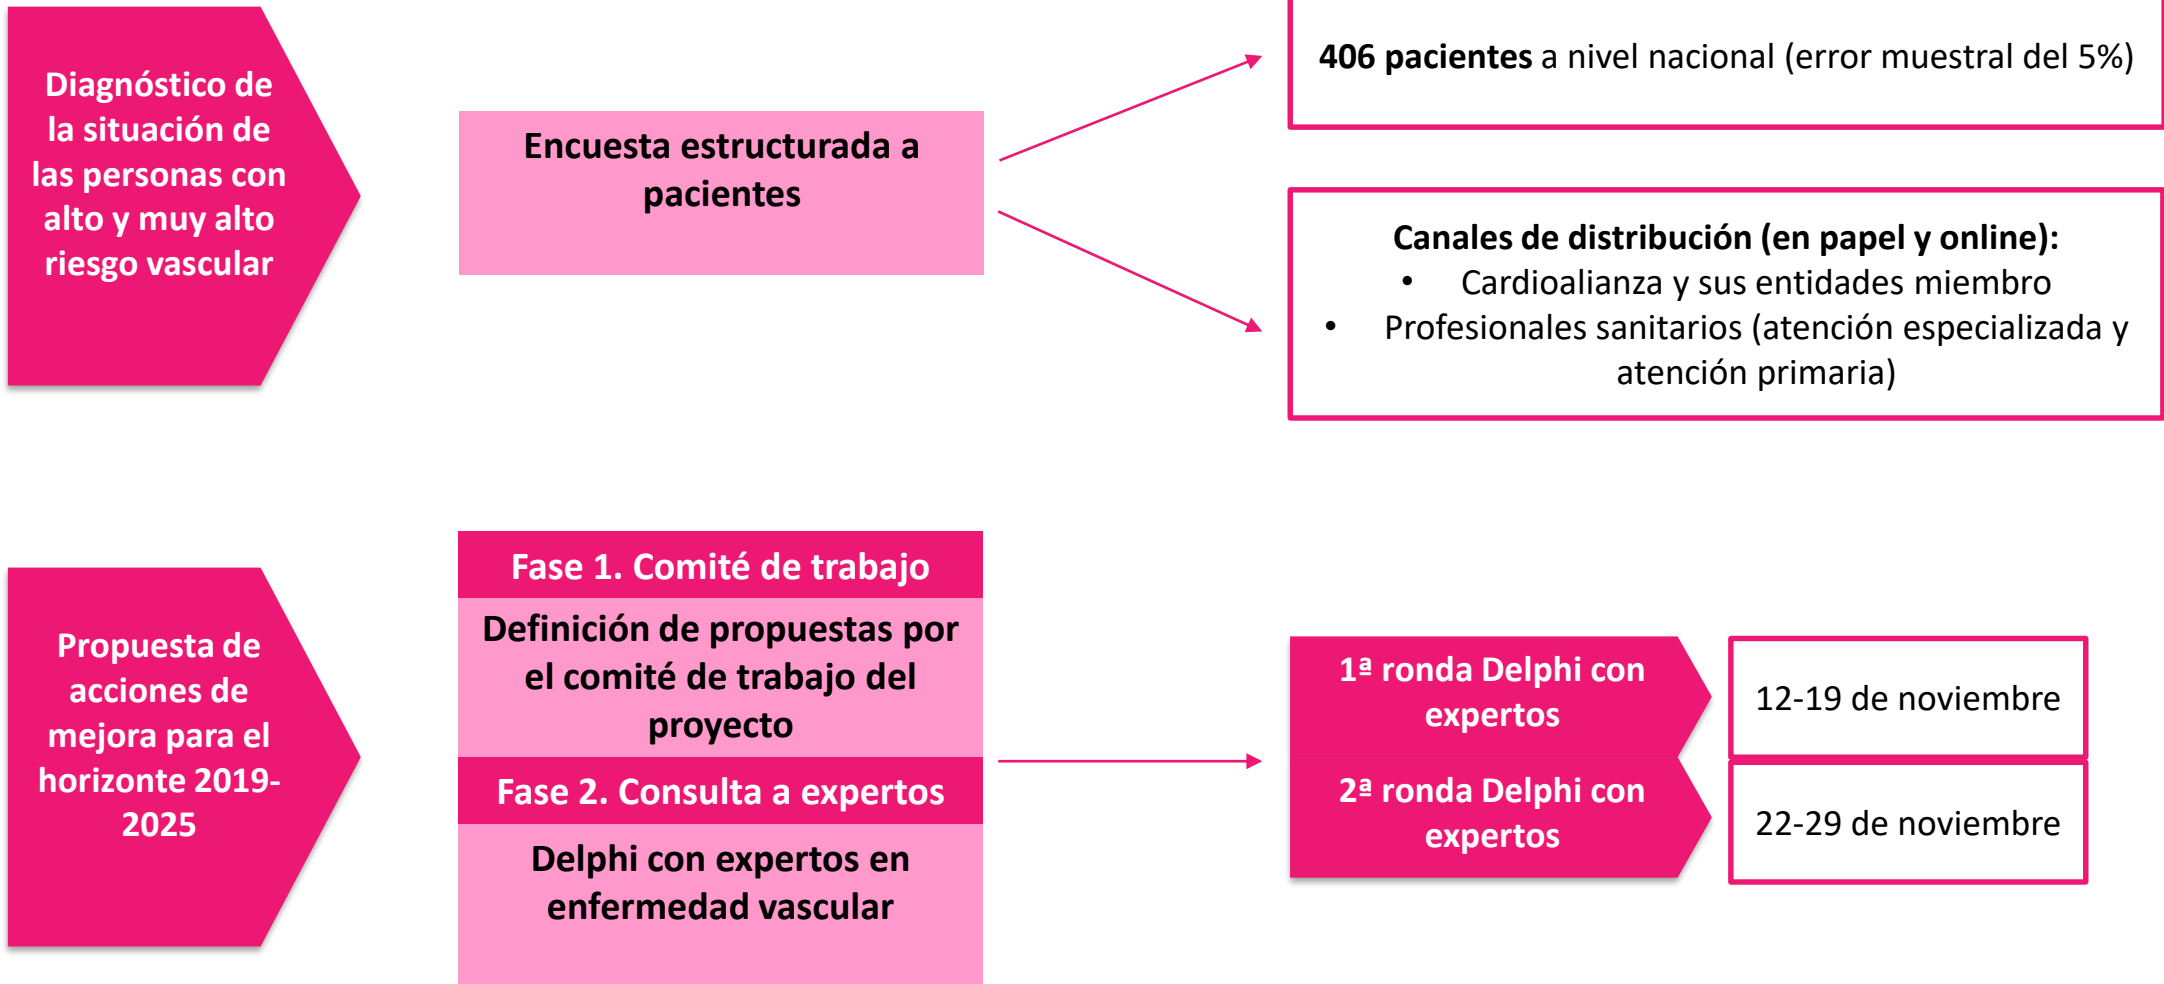 Diagnóstico de
la situación de
las personas con
alto y muy alto
riesgo vascular
Encuesta estructurada a
pacientes
406 pacientes a nivel nacional (error muestral del 5%)
Canales de distribución (en papel y online):
• Cardioalianza y sus entidades miembro
• Profesionales sanitarios (atención especializada y
atención primaria)
Propuesta de
acciones de
mejora para el
horizonte 2019-
2025
Fase 1. Comité de trabajo
Definición de propuestas por
el comité de trabajo del
proyecto
Fase 2. Consulta a expertos
Delphi con expertos en
enfermedad vascular
1ª ronda Delphi con
expertos
12-19 de noviembre
2ª ronda Delphi con
expertos
22-29 de noviembre